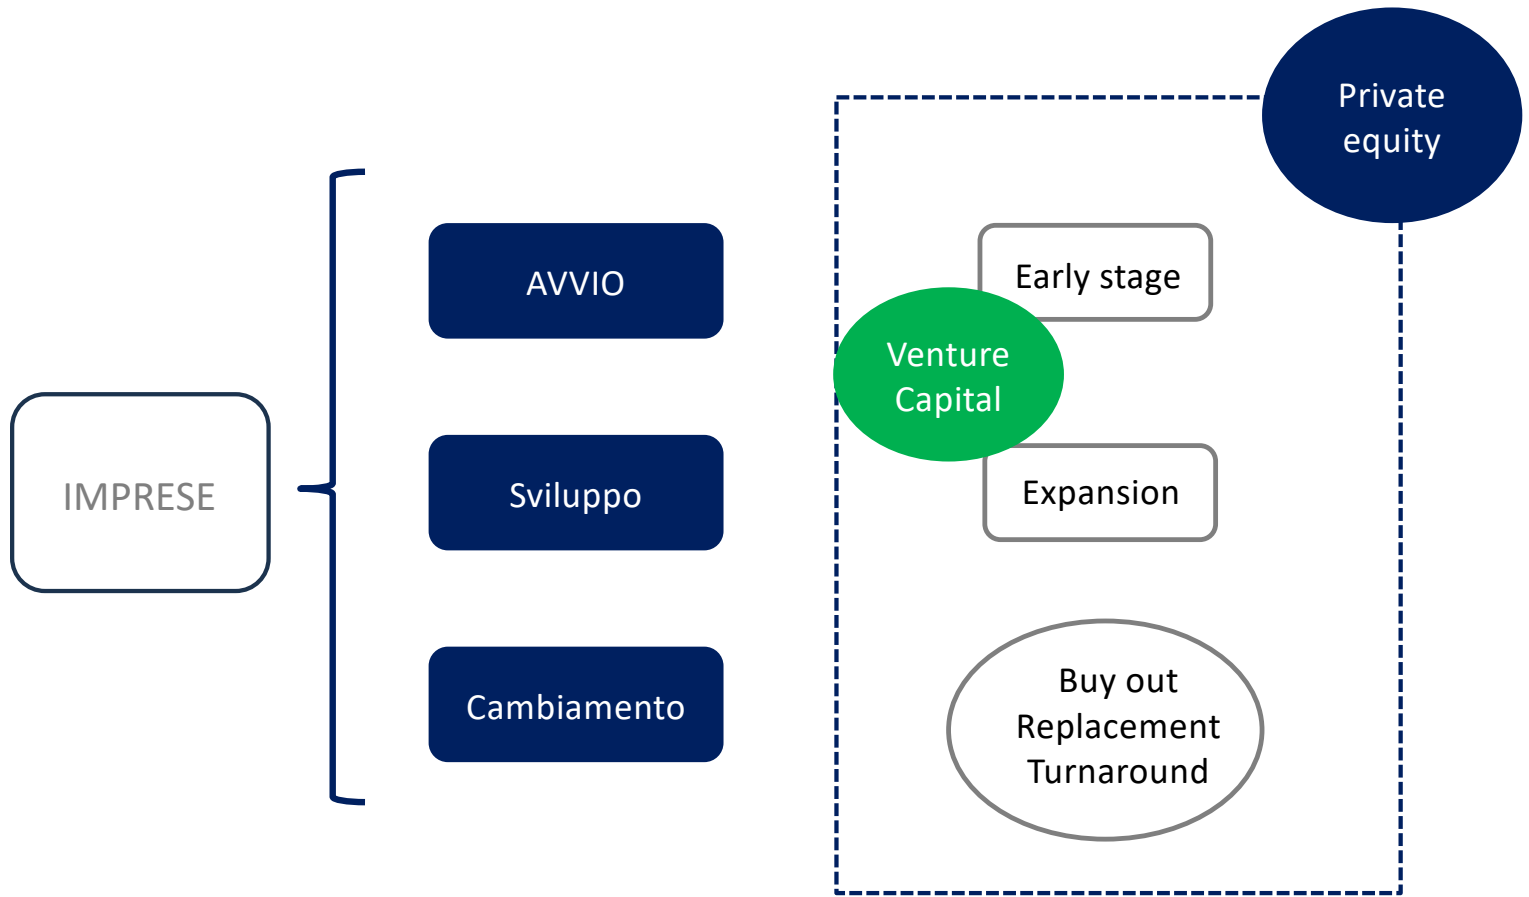 Private
equity
AVVIO
Early stage
Venture
Capital
IMPRESE
Sviluppo
Expansion
Cambiamento
Buy out
Replacement
Turnaround